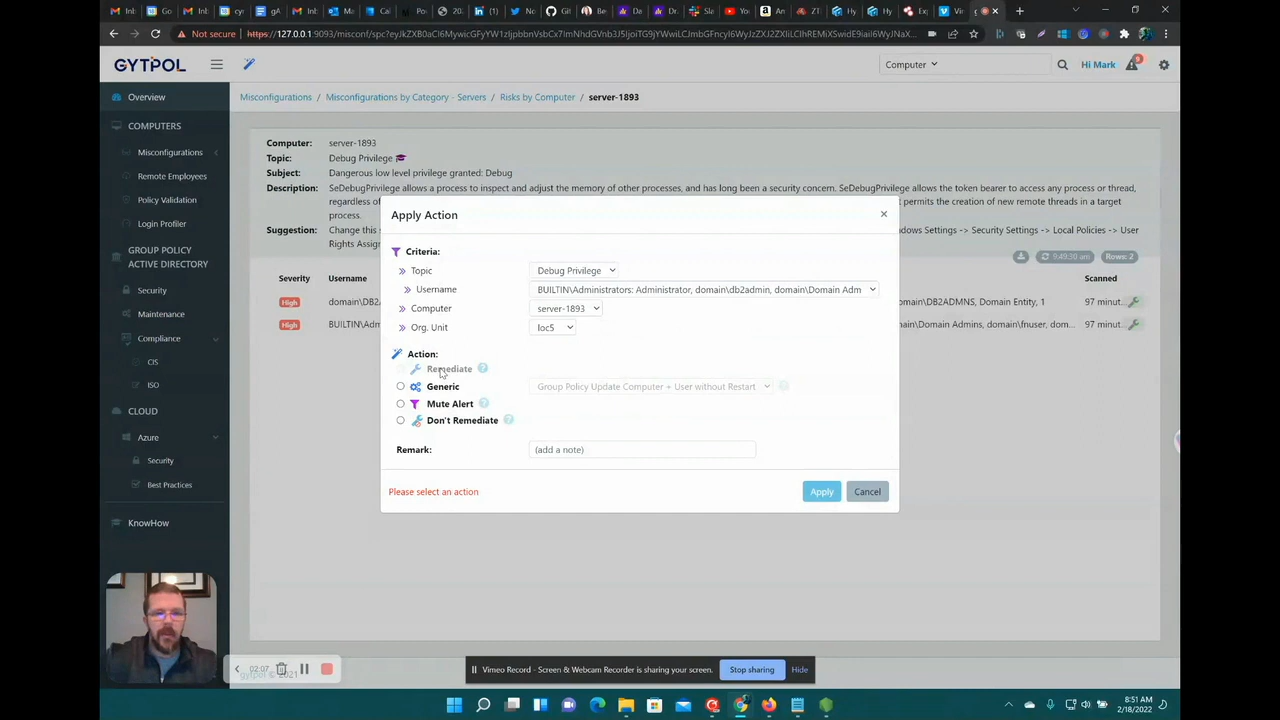 Not secure https://127.0.0.1:9093/misconf/spc?
GYTPOL
Computer
Hi Mark
9
Overview
Misconfigurations / Misconfigurations by Category - Servers / Risks by Computer / server-1893
COMPUTERS
Misconfigurations
Remote Employees
Policy Validation
Login Profiler
GROUP POLICY
ACTIVE DIRECTORY
Security
Maintenance
Compliance
CIS
ISO
CLOUD
Azure
Security
Best Practices
KnowHow
Computer: server-1893
Topic: Debug Privilege
Subject: Dangerous low level privilege granted: Debug
Description: SeDebugPrivilege allows a process to inspect and adjust the memory of other processes, and has long been a security concern. SeDebugPrivilege allows the token bearer to access any process or thread,
regardless of permits the creation of new remote threads in a target
process.
Suggestion: Change this Windows Settings -> Security Settings -> Local Policies -> User
Rights Assig
9:49:30 am Rows: 2
Severity Username Scanned
High domain\DB2A domain\DB2ADMNS, Domain Entity, 1 97 minut...
High BUILTIN\Adm domain\Domain Admins, domain\fnuser, dom... 97 minut...
Apply Action
×
Criteria:
Topic Debug Privilege
Username BUILTIN\Administrators: Administrator, domain\db2admin, domain\Domain Adm
Computer server-1893
Org. Unit loc5
Action:
Remediate ?
Generic Group Policy Update Computer + User without Restart ?
Mute Alert ?
Don't Remediate ?
Remark: (add a note)
Please select an action
Apply Cancel
02:07
gytpol © 2021
Vimeo Record - Screen & Webcam Recorder is sharing your screen. Stop sharing Hide
8:51 AM
2/18/2022